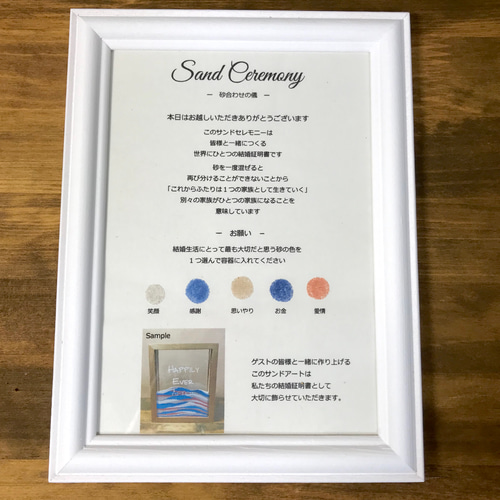 Sand Ceremony
― 砂合わせの儀 ―
本日はお越しいただきありがとうございます
このサンドセレモニーは
皆様と一緒につくる
世界にひとつの結婚証明書です
砂を一度混ぜると
再び分けることができないことから
「これからふたりは１つの家族として生きていく」
別々の家族がひとつの家族になることを
意味しています
― お願い ―
結婚生活にとって最も大切だと思う砂の色を
１つ選んで容器に入れてください
笑顔 感謝 思いやり お金 愛情
Sample
HAPPILY
EVER
AFTER
ゲストの皆様と一緒に作り上げる
このサンドアートは
私たちの結婚証明書として
大切に飾らせていただきます。